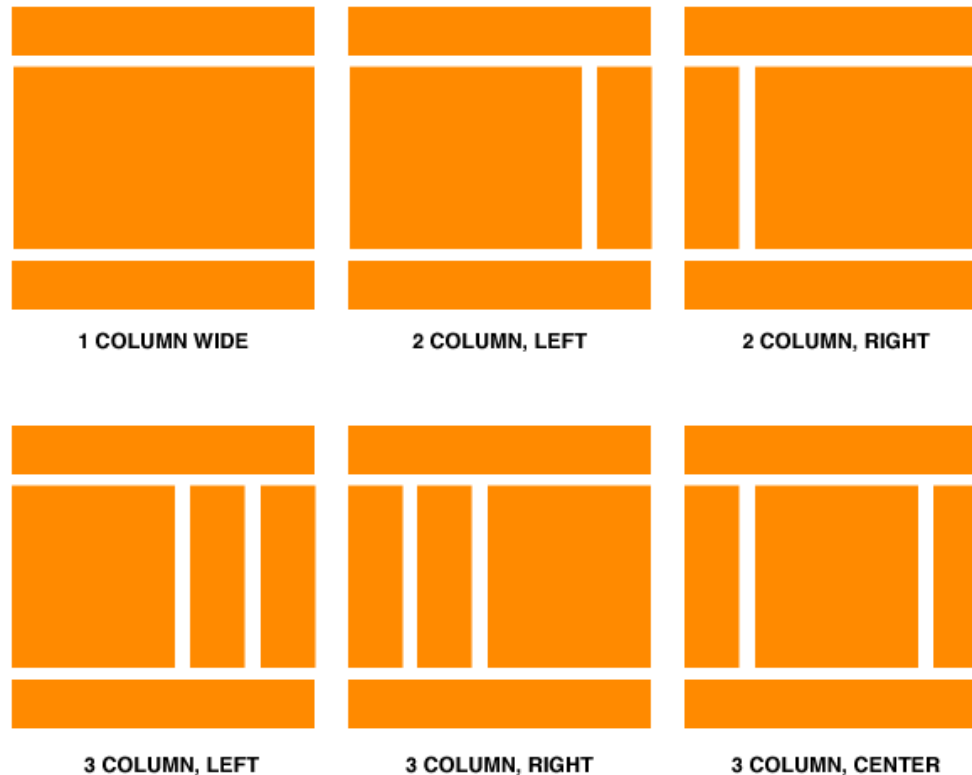 1 COLUMN WIDE
2 COLUMN, LEFT
2 COLUMN, RIGHT
3 COLUMN, LEFT
3 COLUMN, RIGHT
3 COLUMN, CENTER